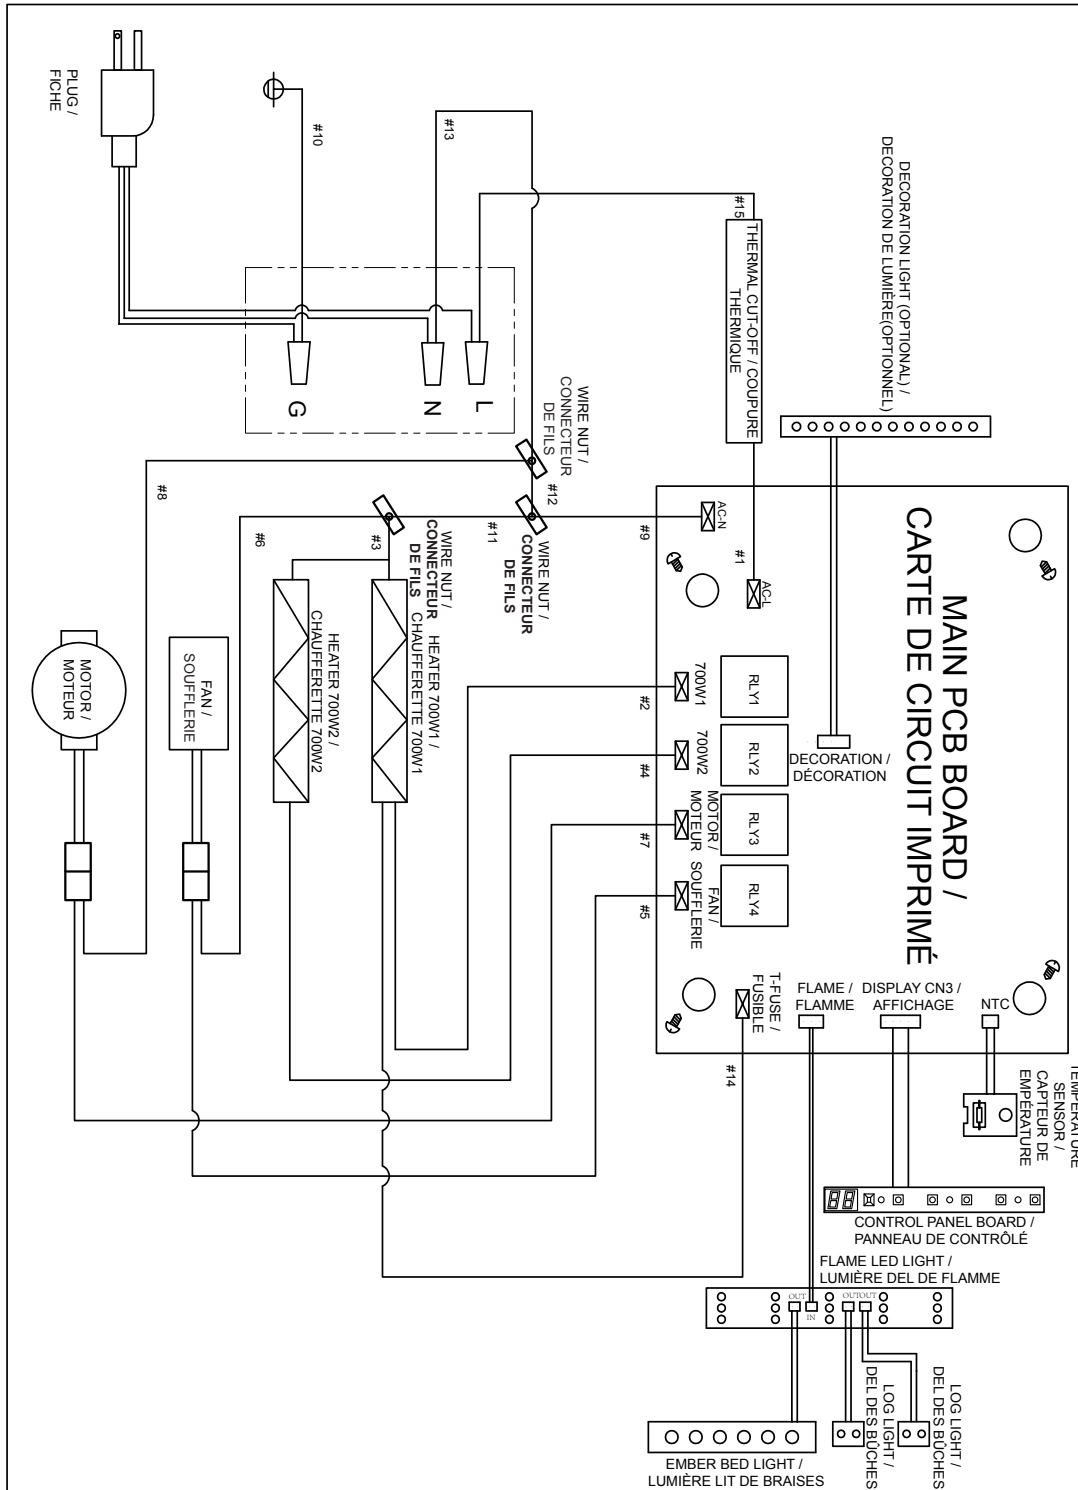 PLUG /
FICHE
#10
#13
#15
THERMAL CUT-OFF / COUPURE
THERMIQUE
DECORATION LIGHT (OPTIONAL) /
DECORATION DE LUMIÈRE(OPTIONNEL)
G
N
L
WIRE NUT /
CONNECTEUR
DE FILS
#8
#12
#6
#3
WIRE NUT /
CONNECTEUR
DE FILS
#11
WIRE NUT /
CONNECTEUR
DE FILS
#9
AC-N
#1
AC-L
MAIN PCB BOARD /
CARTE DE CIRCUIT IMPRIMÉ
MOTOR /
MOTEUR
FAN /
SOUFFLERIE
HEATER 700W2 /
CHAUFFERETTE 700W2
HEATER 700W1 /
CHAUFFERETTE 700W1
#2
700W1
RLY1
#4
700W2
RLY2
DECORATION /
DÉCORATION
#7
MOTOR /
MOTEUR
RLY3
#5
FAN /
SOUFFLERIE
RLY4
T-FUSE /
FUSIBLE
FLAME /
FLAMME
DISPLAY CN3 /
AFFICHAGE
NTC
#14
TEMPERATURE
SENSOR /
CAPTEUR DE
EMPÉRATURE
88
CONTROL PANEL BOARD /
PANNEAU DE CONTRÔLÉ
FLAME LED LIGHT /
LUMIÈRE DEL DE FLAMME
OUT
IN
OUT
OUT
LOG LIGHT /
DEL DES BÛCHES
LOG LIGHT /
DEL DES BÛCHES
EMBER BED LIGHT /
LUMIÈRE LIT DE BRAISES